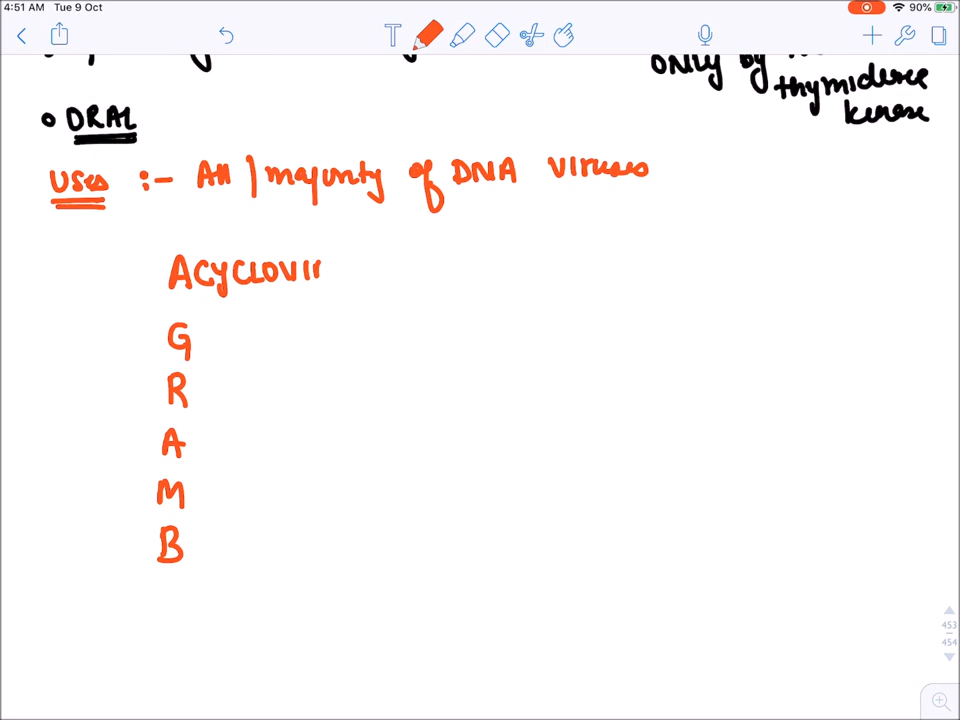 4:51 AM Tue 9 Oct
90%
T
only by
thymidene
kinase
ORAL
Uses :- All / majority of DNA viruses
ACYCLOVIR
G
R
A
M
B
453
454